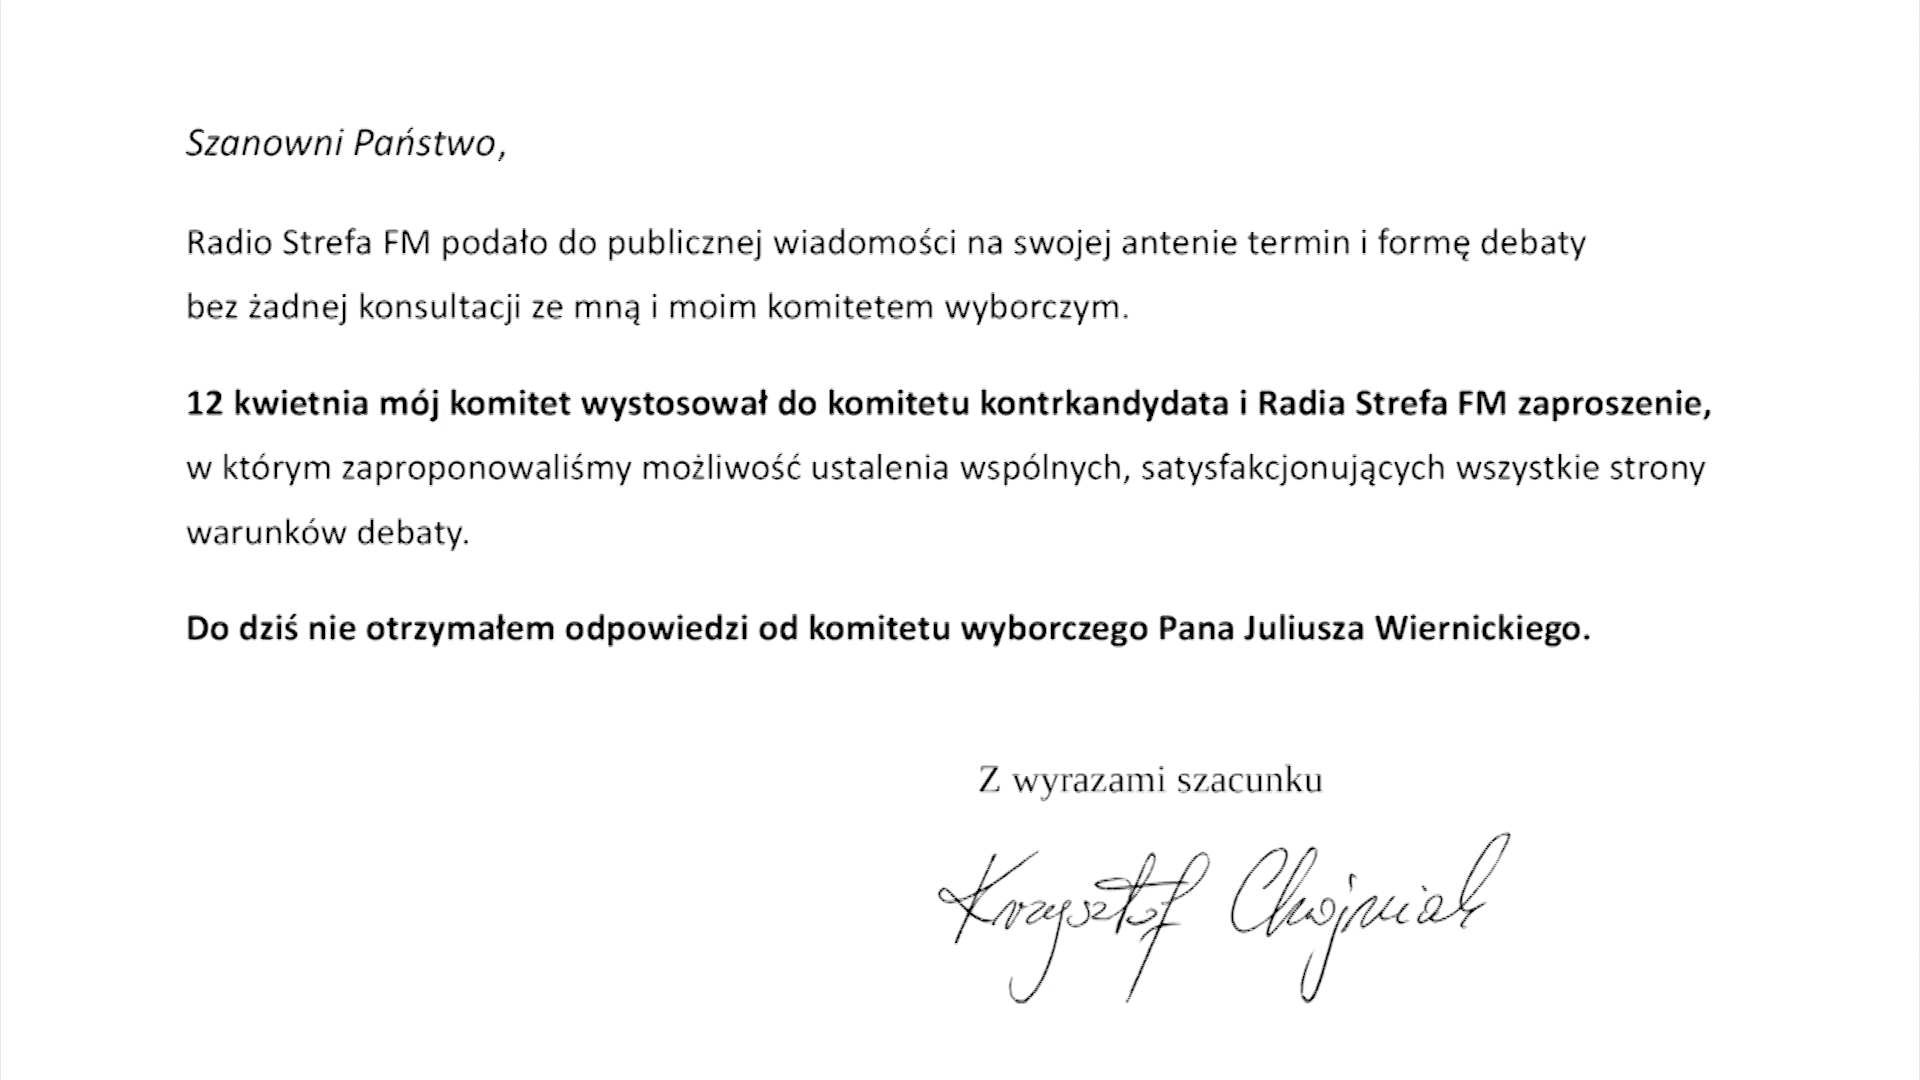 Szanowni Państwo,
Radio Strefa FM podało do publicznej wiadomości na swojej antenie termin i formę debaty
bez żadnej konsultacji ze mną i moim komitetem wyborczym.
12 kwietnia mój komitet wystosował do komitetu kontrkandydata i Radia Strefa FM zaproszenie,
w którym zaproponowaliśmy możliwość ustalenia wspólnych, satysfakcjonujących wszystkie strony
warunków debaty.
Do dziś nie otrzymałem odpowiedzi od komitetu wyborczego Pana Juliusza Wiernickiego.
Z wyrazami szacunku
Krzysztof Chojniak